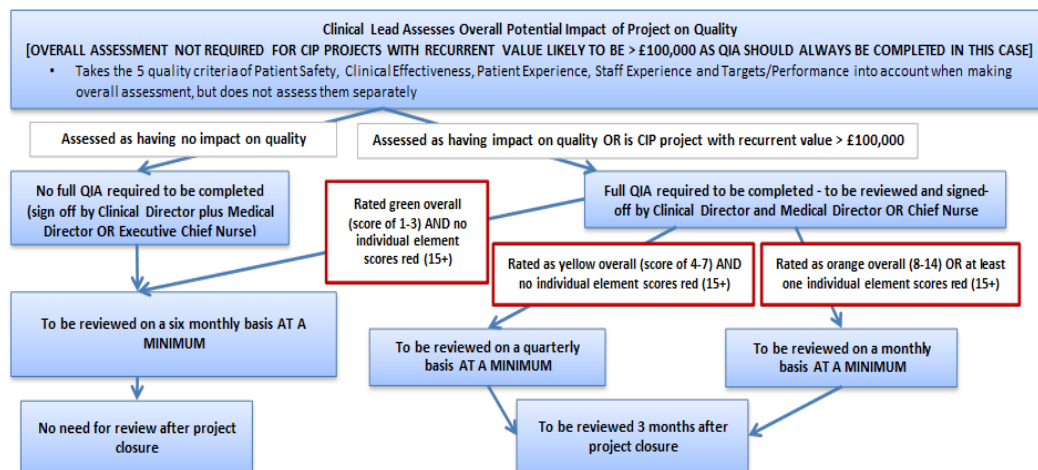 Clinical Lead Assesses Overall Potential Impact of Project on Quality
[OVERALL ASSESSMENT NOT REQUIRED FOR CIP PROJECTS WITH RECURRENT VALUE LIKELY TO BE > £100,000 AS QIA SHOULD ALWAYS BE COMPLETED IN THIS CASE]
• Takes the 5 quality criteria of Patient Safety, Clinical Effectiveness, Patient Experience, Staff Experience and Targets/Performance into account when making
overall assessment, but does not assess them separately
Assessed as having no impact on quality
Assessed as having impact on quality OR is CIP project with recurrent value > £100,000
No full QIA required to be completed
(sign off by Clinical Director plus Medical
Director OR Executive Chief Nurse)
Rated green overall
(score of 1-3) AND no
individual element
scores red (15+)
Full QIA required to be completed - to be reviewed and signed-
off by Clinical Director and Medical Director OR Chief Nurse
Rated as yellow overall (score of 4-7) AND
no individual element scores red (15+)
Rated as orange overall (8-14) OR at least
one individual element scores red (15+)
To be reviewed on a six monthly basis AT A
MINIMUM
To be reviewed on a quarterly
basis AT A MINIMUM
To be reviewed on a monthly
basis AT A MINIMUM
No need for review after project
closure
To be reviewed 3 months after
project closure